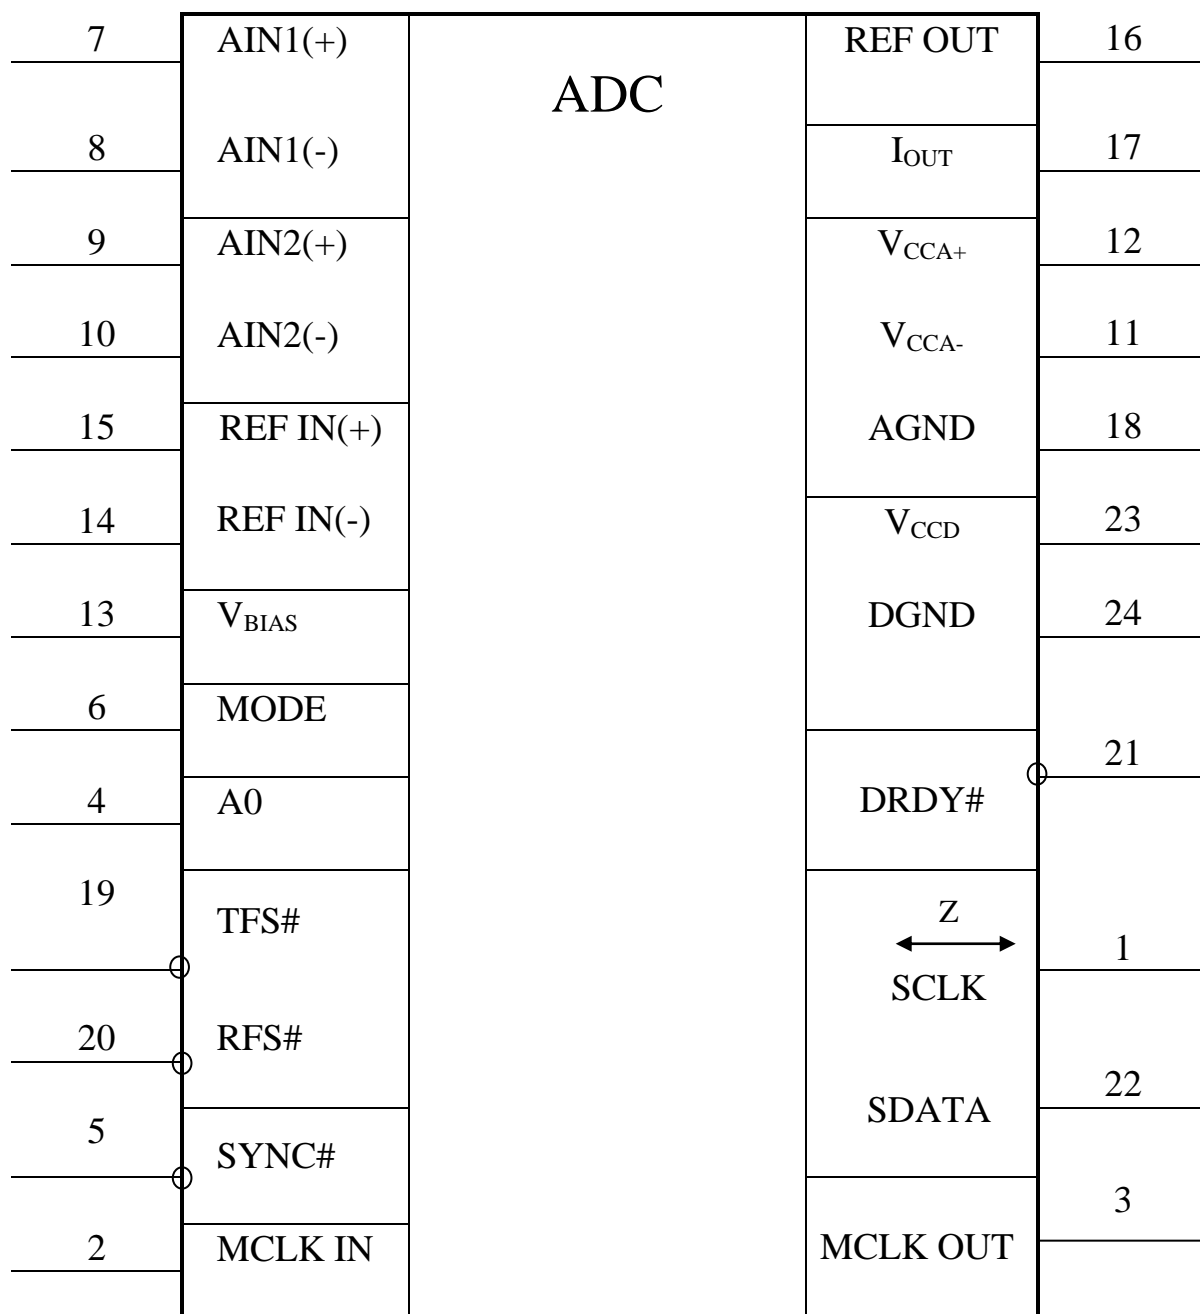 7 AIN1(+) ADC REF OUT 16
8 AIN1(-) IOUT 17
9 AIN2(+) VCCA+ 12
10 AIN2(-) VCCA- 11
15 REF IN(+) AGND 18
14 REF IN(-) VCCD 23
13 VBIAS DGND 24
6 MODE 21
4 A0 DRDY#
19 TFS# Z 1
SCLK
20 RFS# 22
SDATA
5 SYNC# 3
2 MCLK IN MCLK OUT